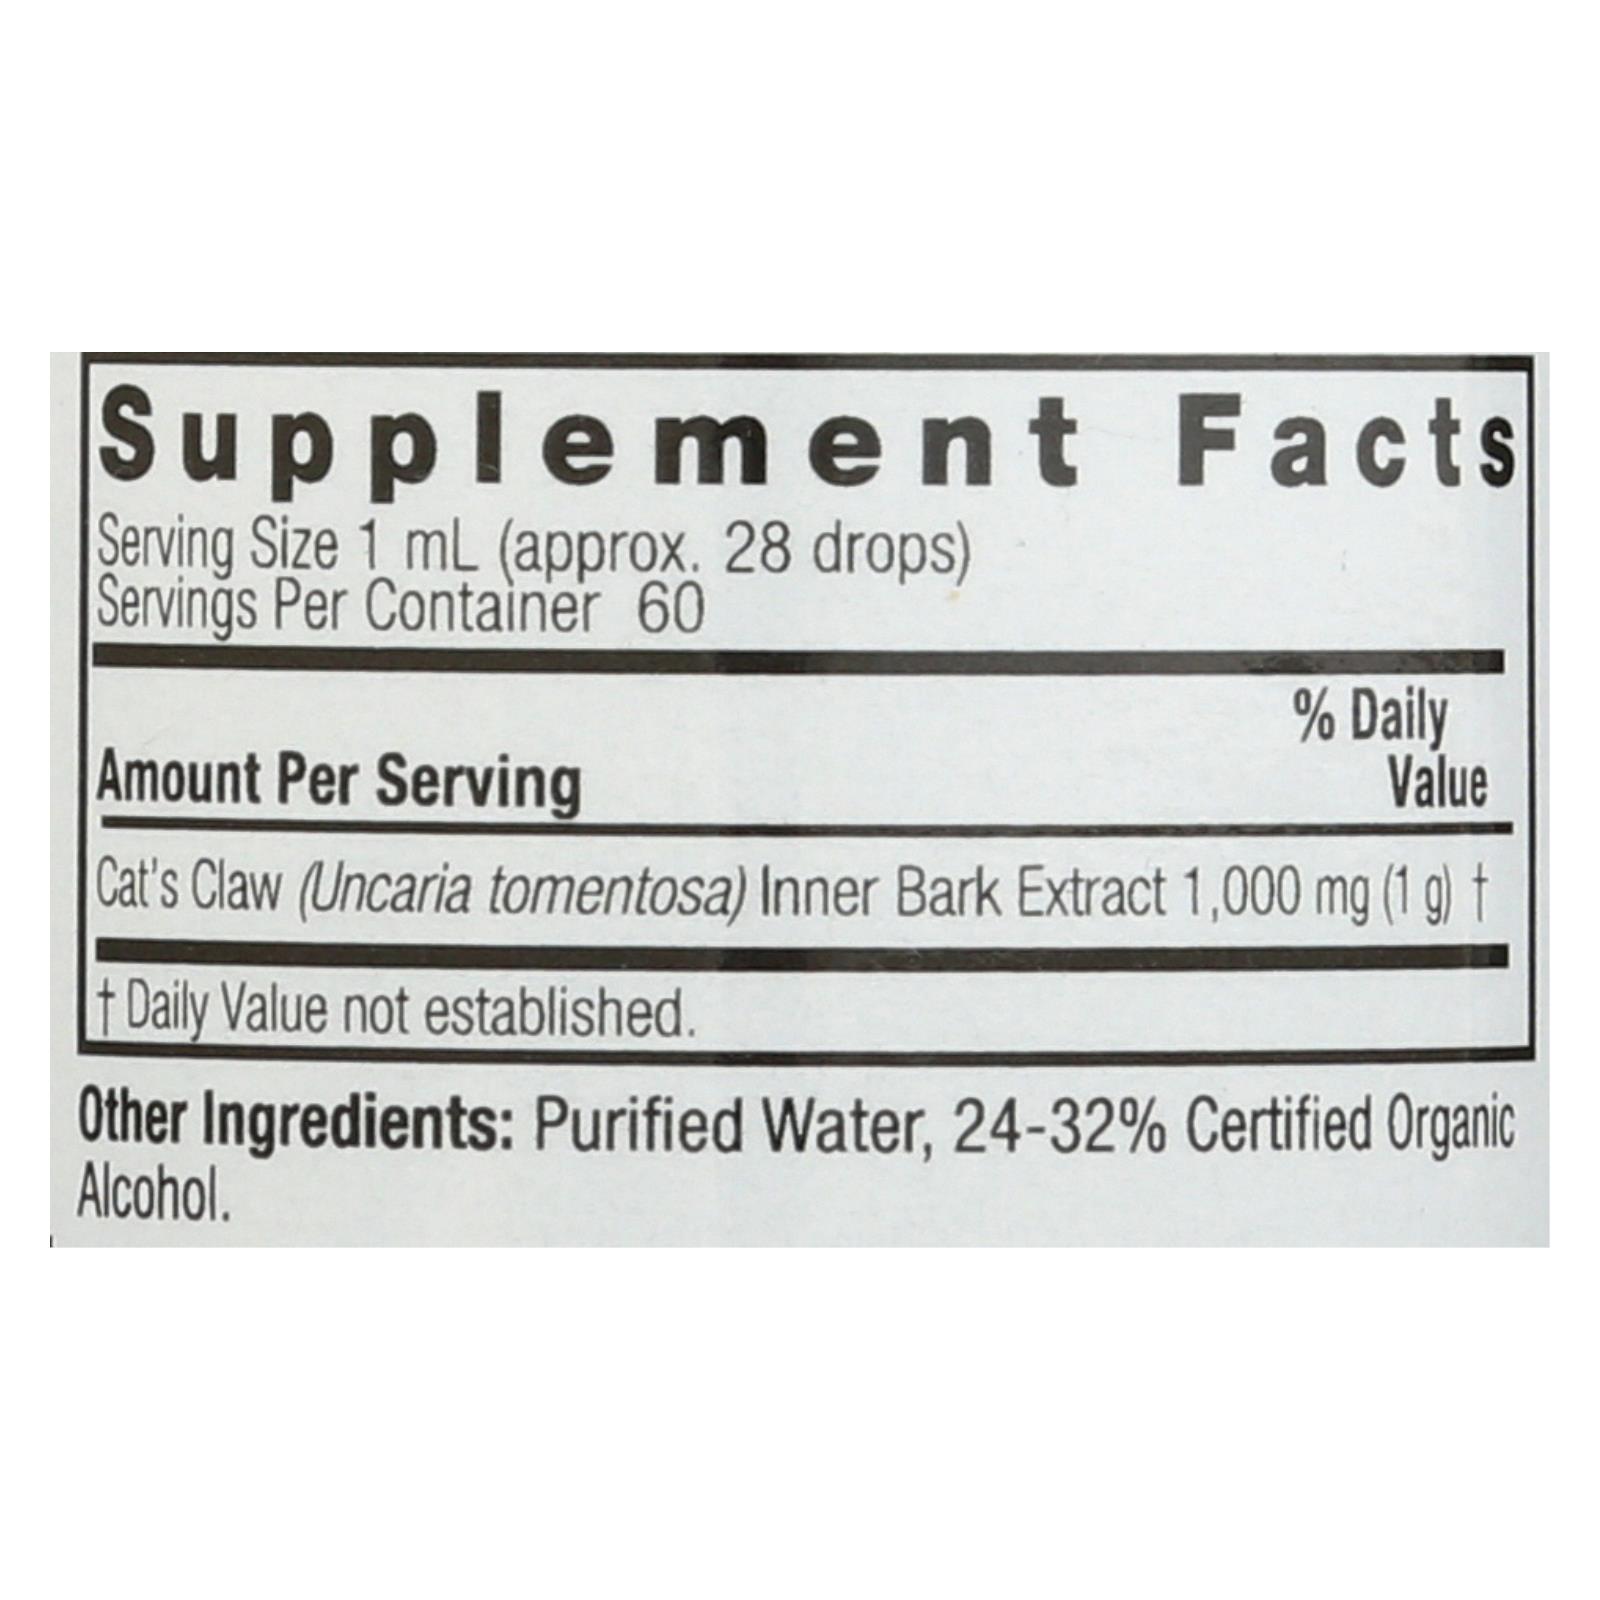 Supplement Facts
Serving Size 1 mL (approx. 28 drops)
Servings Per Container 60
% Daily
Amount Per Serving Value
Cat's Claw (Uncaria tomentosa) Inner Bark Extract 1,000 mg (1 g) †
† Daily Value not established.
Other Ingredients: Purified Water, 24-32% Certified Organic
Alcohol.